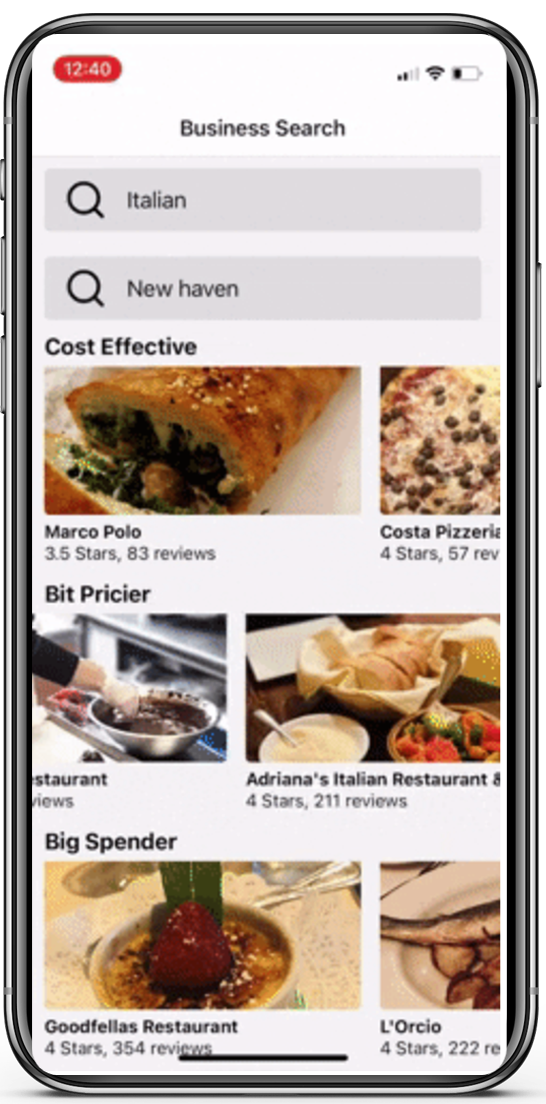 12:40
Business Search
Italian
New haven
Cost Effective
Marco Polo
3.5 Stars, 83 reviews
Costa Pizzeria
4 Stars, 57 rev
Bit Pricier
estaurant
views
Adriana's Italian Restaurant &
4 Stars, 211 reviews
Big Spender
Goodfellas Restaurant
4 Stars, 354 reviews
L'Orcio
4 Stars, 222 re